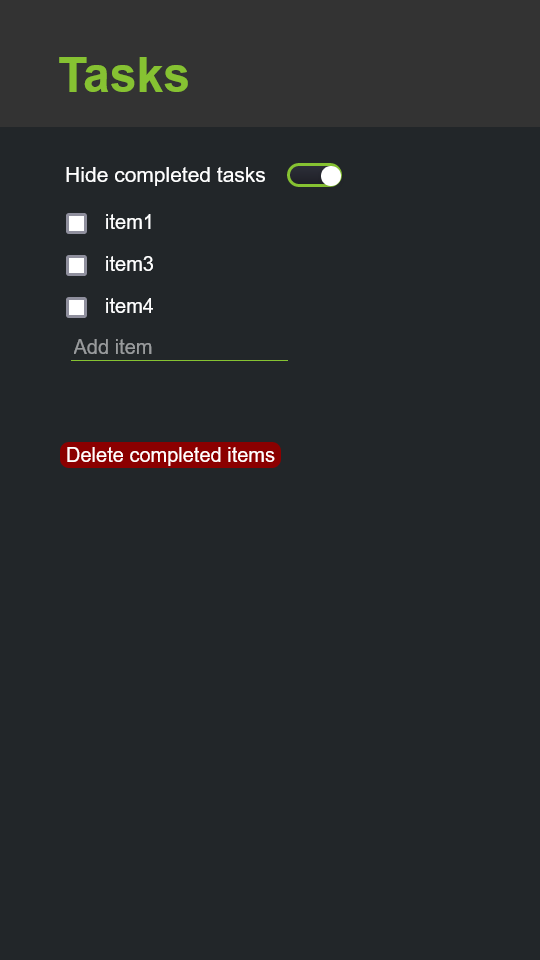 Tasks
Hide completed tasks
item1
item3
item4
Add item
Delete completed items